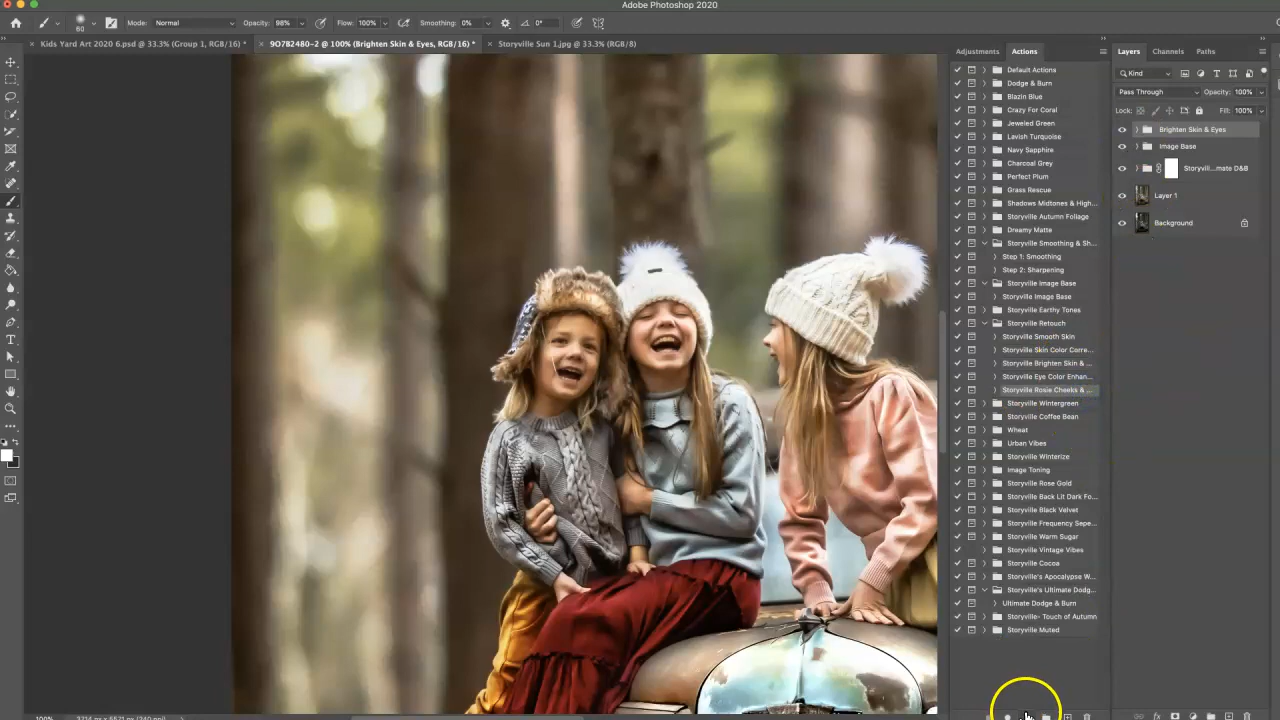 Adobe Photoshop 2020
60 Mode: Normal Opacity: 98% Flow: 100% Smoothing: 0% 0°
Kids Yard Art 2020 6.psd @ 33.3% (Group 1, RGB/16) * 9O7B2480-2 @ 100% (Brighten Skin & Eyes, RGB/16) * Storyville Sun 1.jpg @ 33.3% (RGB/8)
Adjustments Actions
Default Actions
Dodge & Burn
Blazin Blue
Crazy For Coral
Jeweled Green
Lavish Turquoise
Navy Sapphire
Charcoal Grey
Perfect Plum
Grass Rescue
Shadows Midtones & High...
Storyville Autumn Foliage
Dreamy Matte
Storyville Smoothing & Sh...
Step 1: Smoothing
Step 2: Sharpening
Storyville Image Base
Storyville Image Base
Storyville Earthy Tones
Storyville Retouch
Storyville Smooth Skin
Storyville Skin Color Corre...
Storyville Brighten Skin & ...
Storyville Eye Color Enhan...
Storyville Rosie Cheeks & ...
Storyville Wintergreen
Storyville Coffee Bean
Wheat
Urban Vibes
Storyville Winterize
Image Toning
Storyville Rose Gold
Storyville Back Lit Dark Fo...
Storyville Black Velvet
Storyville Frequency Sepe...
Storyville Warm Sugar
Storyville Vintage Vibes
Storyville Cocoa
Storyville's Apocalypse W...
Storyville's Ultimate Dodg...
Ultimate Dodge & Burn
Storyville- Touch of Autumn
Storyville Muted
Layers Channels Paths
Kind
Pass Through Opacity: 100%
Lock: Fill: 100%
Brighten Skin & Eyes
Image Base
Storyvill...mate D&B
Layer 1
Background
100%